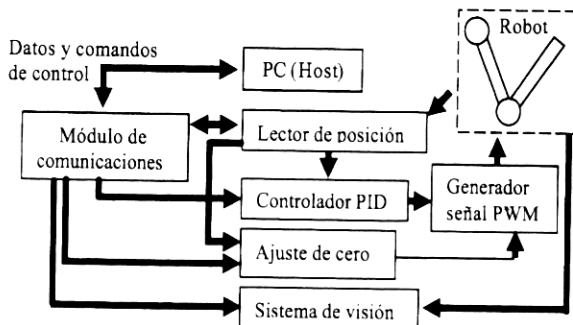 Robot
Datos y comandos
de control
PC (Host)
Módulo de
comunicaciones
Lector de posición
Controlador PID
Generador
señal PWM
Ajuste de cero
Sistema de visión